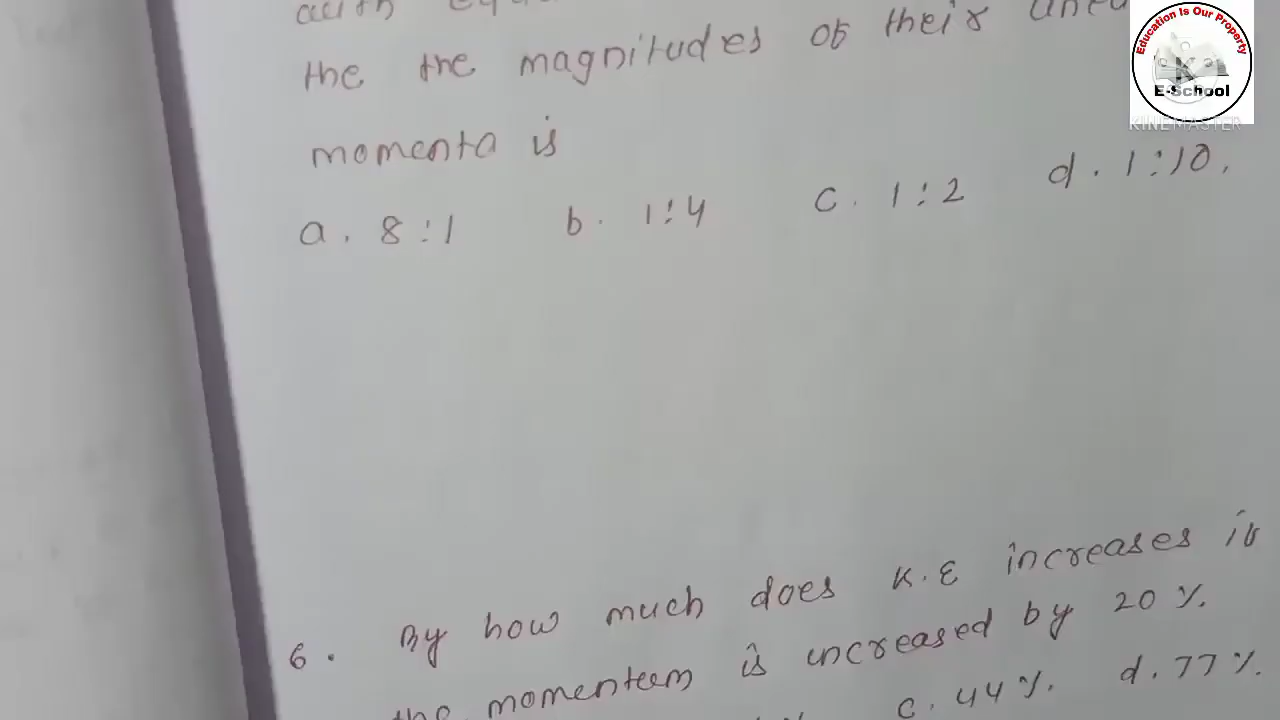 the the magnitudes of their
momenta is
a. 8:1 b. 1:4 c. 1:2 d. 1:10.
6. By how much does K.E increases if
the momenteem is increased by 20 %.
c. 44 %. d. 77 %.
Education Is Our Property
K
E-School
KINEMASTER